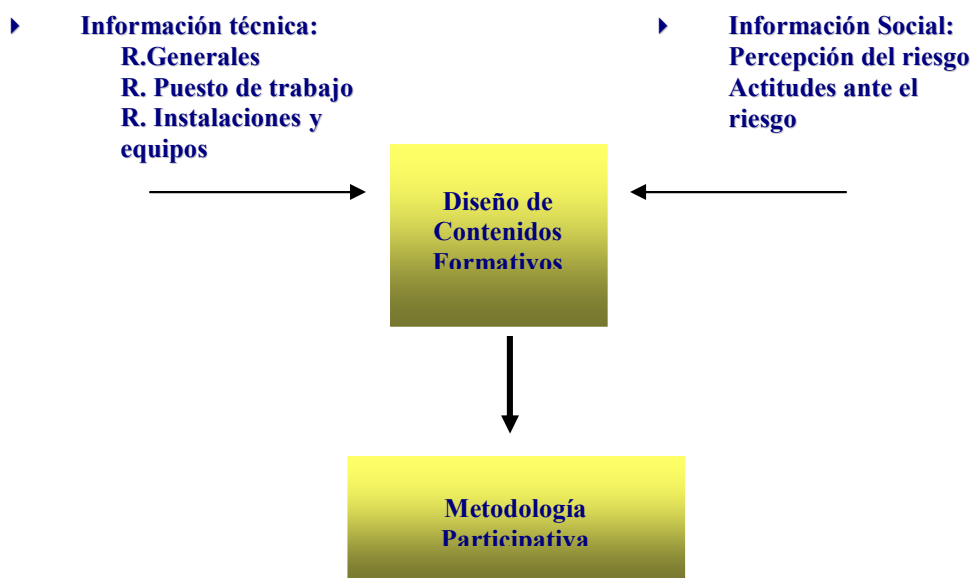 Información técnica:
R.Generales
R. Puesto de trabajo
R. Instalaciones y
equipos
Información Social:
Percepción del riesgo
Actitudes ante el
riesgo
Diseño de
Contenidos
Formativos
Metodología
Participativa